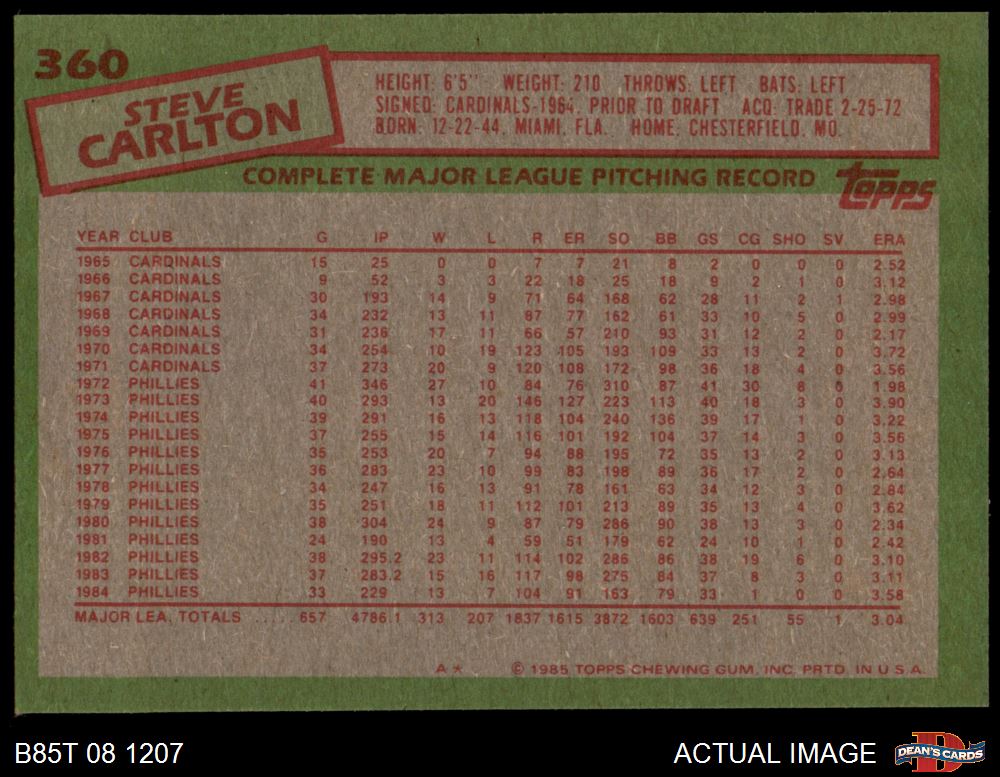 360
STEVE
CARLTON
HEIGHT: 6'5" WEIGHT: 210 THROWS: LEFT BATS: LEFT
SIGNED: CARDINALS-1964, PRIOR TO DRAFT ACQ: TRADE 2-25-72
BORN: 12-22-44, MIAMI, FLA. HOME: CHESTERFIELD, MO.
COMPLETE MAJOR LEAGUE PITCHING RECORD topps
YEAR CLUB G IP W L R ER SO BB GS CG SHO SV ERA
1965 CARDINALS 15 25 0 0 7 7 21 8 2 0 0 0 2.52
1966 CARDINALS 9 52 3 3 22 18 25 18 9 2 1 0 3.12
1967 CARDINALS 30 193 14 9 71 64 168 62 28 11 2 1 2.98
1968 CARDINALS 34 232 13 11 87 77 162 61 33 10 5 0 2.99
1969 CARDINALS 31 236 17 11 66 57 210 93 31 12 2 0 2.17
1970 CARDINALS 34 254 10 19 123 105 193 109 33 13 2 0 3.72
1971 CARDINALS 37 273 20 9 120 108 172 98 36 18 4 0 3.56
1972 PHILLIES 41 346 27 10 84 76 310 87 41 30 8 0 1.98
1973 PHILLIES 40 293 13 20 146 127 223 113 40 18 3 0 3.90
1974 PHILLIES 39 291 16 13 118 104 240 136 39 17 1 0 3.22
1975 PHILLIES 37 255 15 14 116 101 192 104 37 14 3 0 3.56
1976 PHILLIES 35 253 20 7 94 88 195 72 35 13 2 0 3.13
1977 PHILLIES 36 283 23 10 99 83 198 89 36 17 2 0 2.64
1978 PHILLIES 34 247 16 13 91 78 161 63 34 12 3 0 2.84
1979 PHILLIES 35 251 18 11 112 101 213 89 35 13 4 0 3.62
1980 PHILLIES 38 304 24 9 87 79 286 90 38 13 3 0 2.34
1981 PHILLIES 24 190 13 4 59 51 179 62 24 10 1 0 2.42
1982 PHILLIES 38 295.2 23 11 114 102 286 86 38 19 6 0 3.10
1983 PHILLIES 37 283.2 15 16 117 98 275 84 37 8 3 0 3.11
1984 PHILLIES 33 229 13 7 104 91 163 79 33 1 0 0 3.58
MAJOR LEA. TOTALS ..... 657 4786.1 313 207 1837 1615 3872 1603 639 251 55 1 3.04
A★ © 1985 TOPPS CHEWING GUM, INC. PRTD. IN U.S.A.
B85T 08 1207
ACTUAL IMAGE
D
DEAN'S CARDS